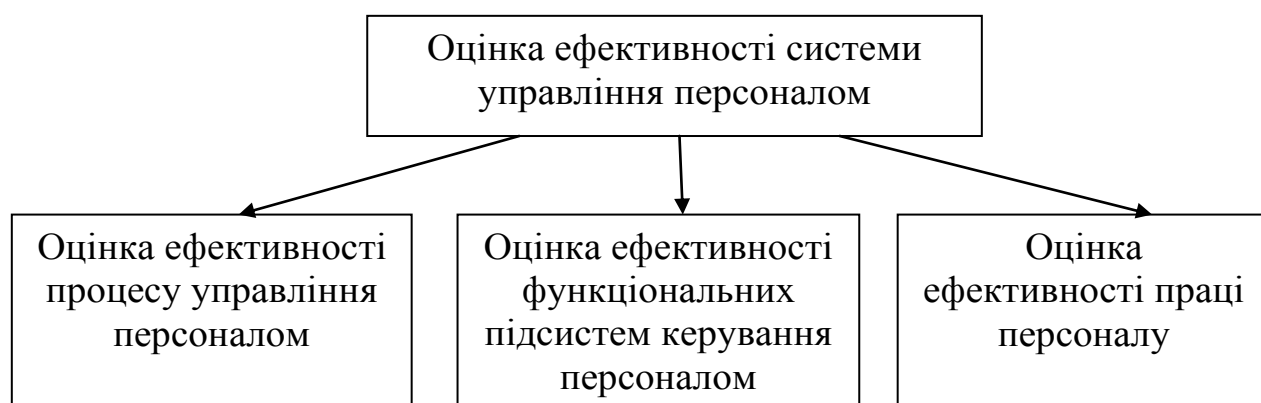 Оцінка ефективності системи
управління персоналом
Оцінка ефективності
процесу управління
персоналом
Оцінка ефективності
функціональних
підсистем керування
персоналом
Оцінка
ефективності праці
персоналу